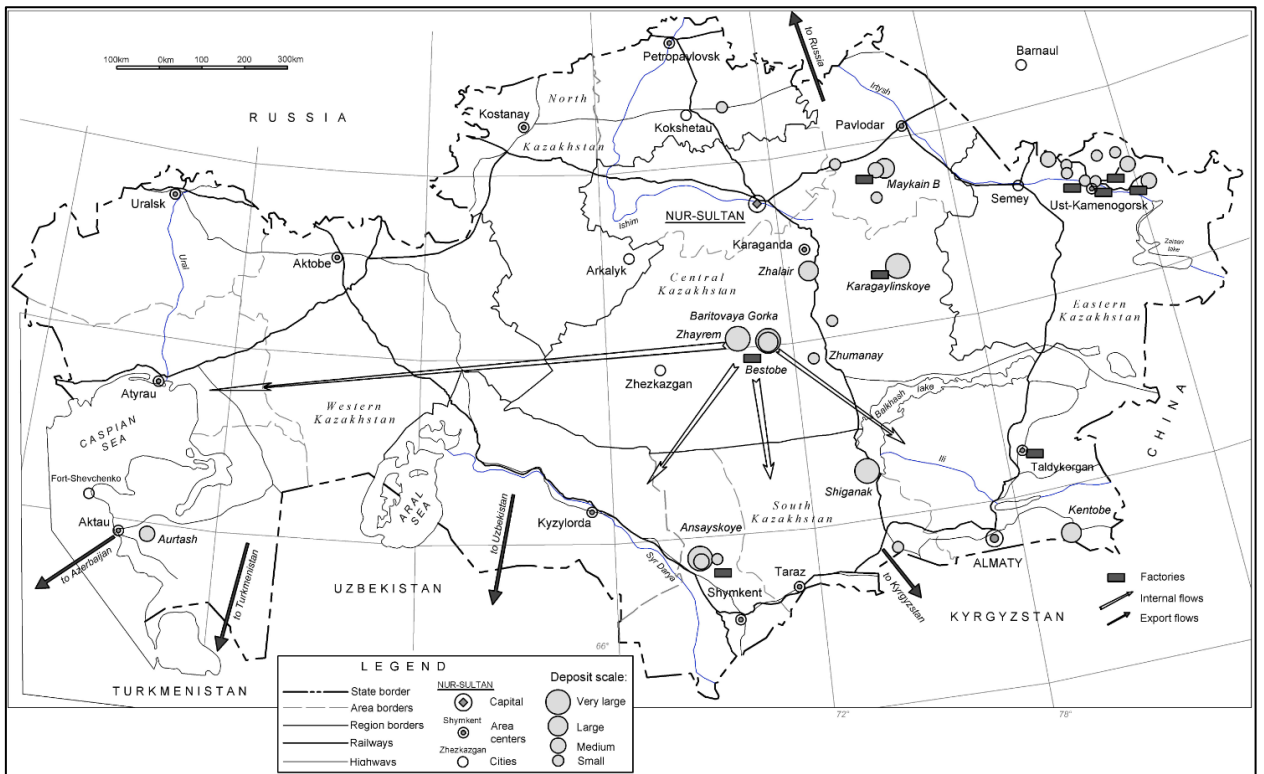 100km 0km 100 200 300km
RUSSIA
to Russia
Barnaul
Petropavlovsk
Kostanay
North
Kazakhstan
Kokshetau
Irtysh
Pavlodar
Maykain B
Semey
Ust-Kamenogorsk
Zaisan
lake
Uralsk
Ural
Aktobe
Ishim
NUR-SULTAN
Arkalyk
Karaganda
Zhalair
Central
Kazakhstan
Karagaylinskoye
Eastern
Kazakhstan
Baritovaya Gorka
Zhayrem
Bestobe
Zhumanay
Zhezkazgan
Atyrau
CASPIAN
SEA
Western
Kazakhstan
Balkhash lake
CHINA
Fort-Shevchenko
Aktau
Aurtash
to Azerbaijan
to Turkmenistan
ARAL
SEA
to Uzbekistan
Kyzylorda
Syr Darya
Ansayskoye
South
Kazakhstan
Shiganak
Ili
Taldykorgan
Kentobe
ALMATY
Taraz
Shymkent
to Kyrgyzstan
UZBEKISTAN
KYRGYZSTAN
TURKMENISTAN
66°
72°
78°
Factories
Internal flows
Export flows
LEGEND
State border
Area borders
Region borders
Railways
Highways
NUR-SULTAN
Capital
Shymkent
Area
centers
Zhezkazgan
Cities
Deposit scale:
Very large
Large
Medium
Small